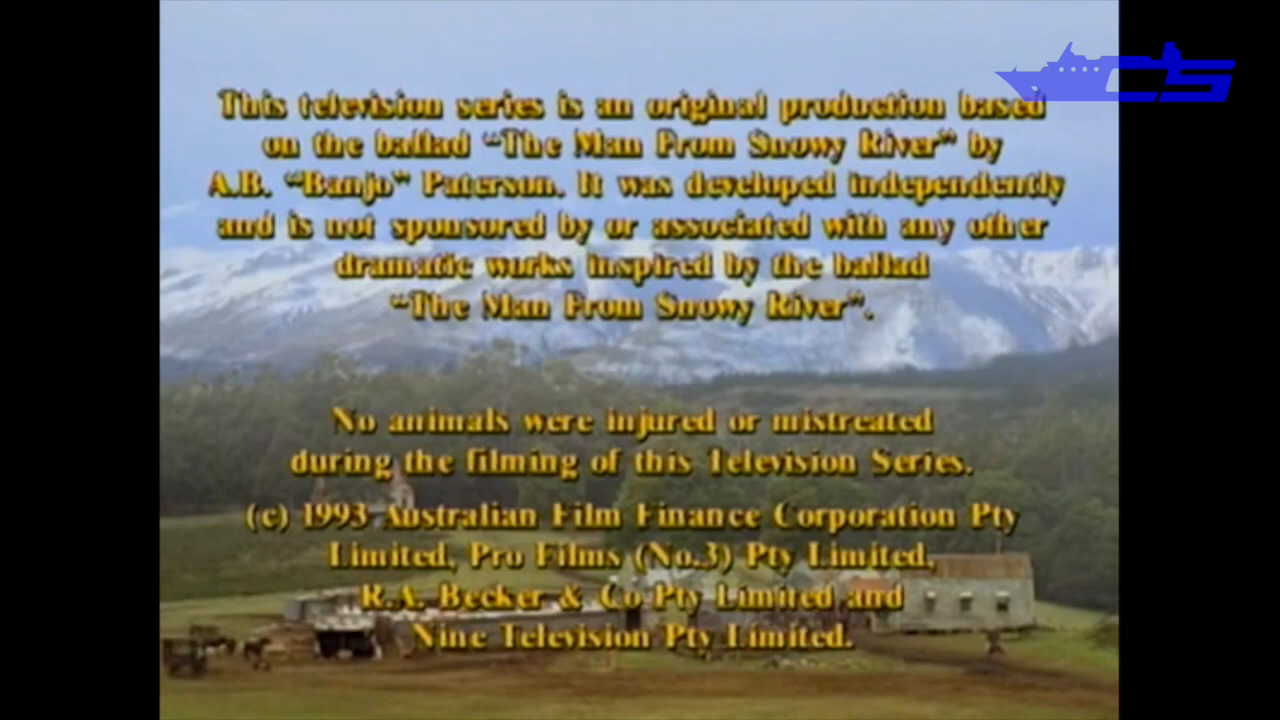 CTS
This television series is an original production based
on the ballad “The Man From Snowy River” by
A.B. “Banjo” Paterson. It was developed independently
and is not sponsored by or associated with any other
dramatic works inspired by the ballad
“The Man From Snowy River”.
No animals were injured or mistreated
during the filming of this Television Series.
(c) 1993 Australian Film Finance Corporation Pty
Limited, Pro Films (No.3) Pty Limited,
R.A. Becker & Co Pty Limited and
Nine Television Pty Limited.